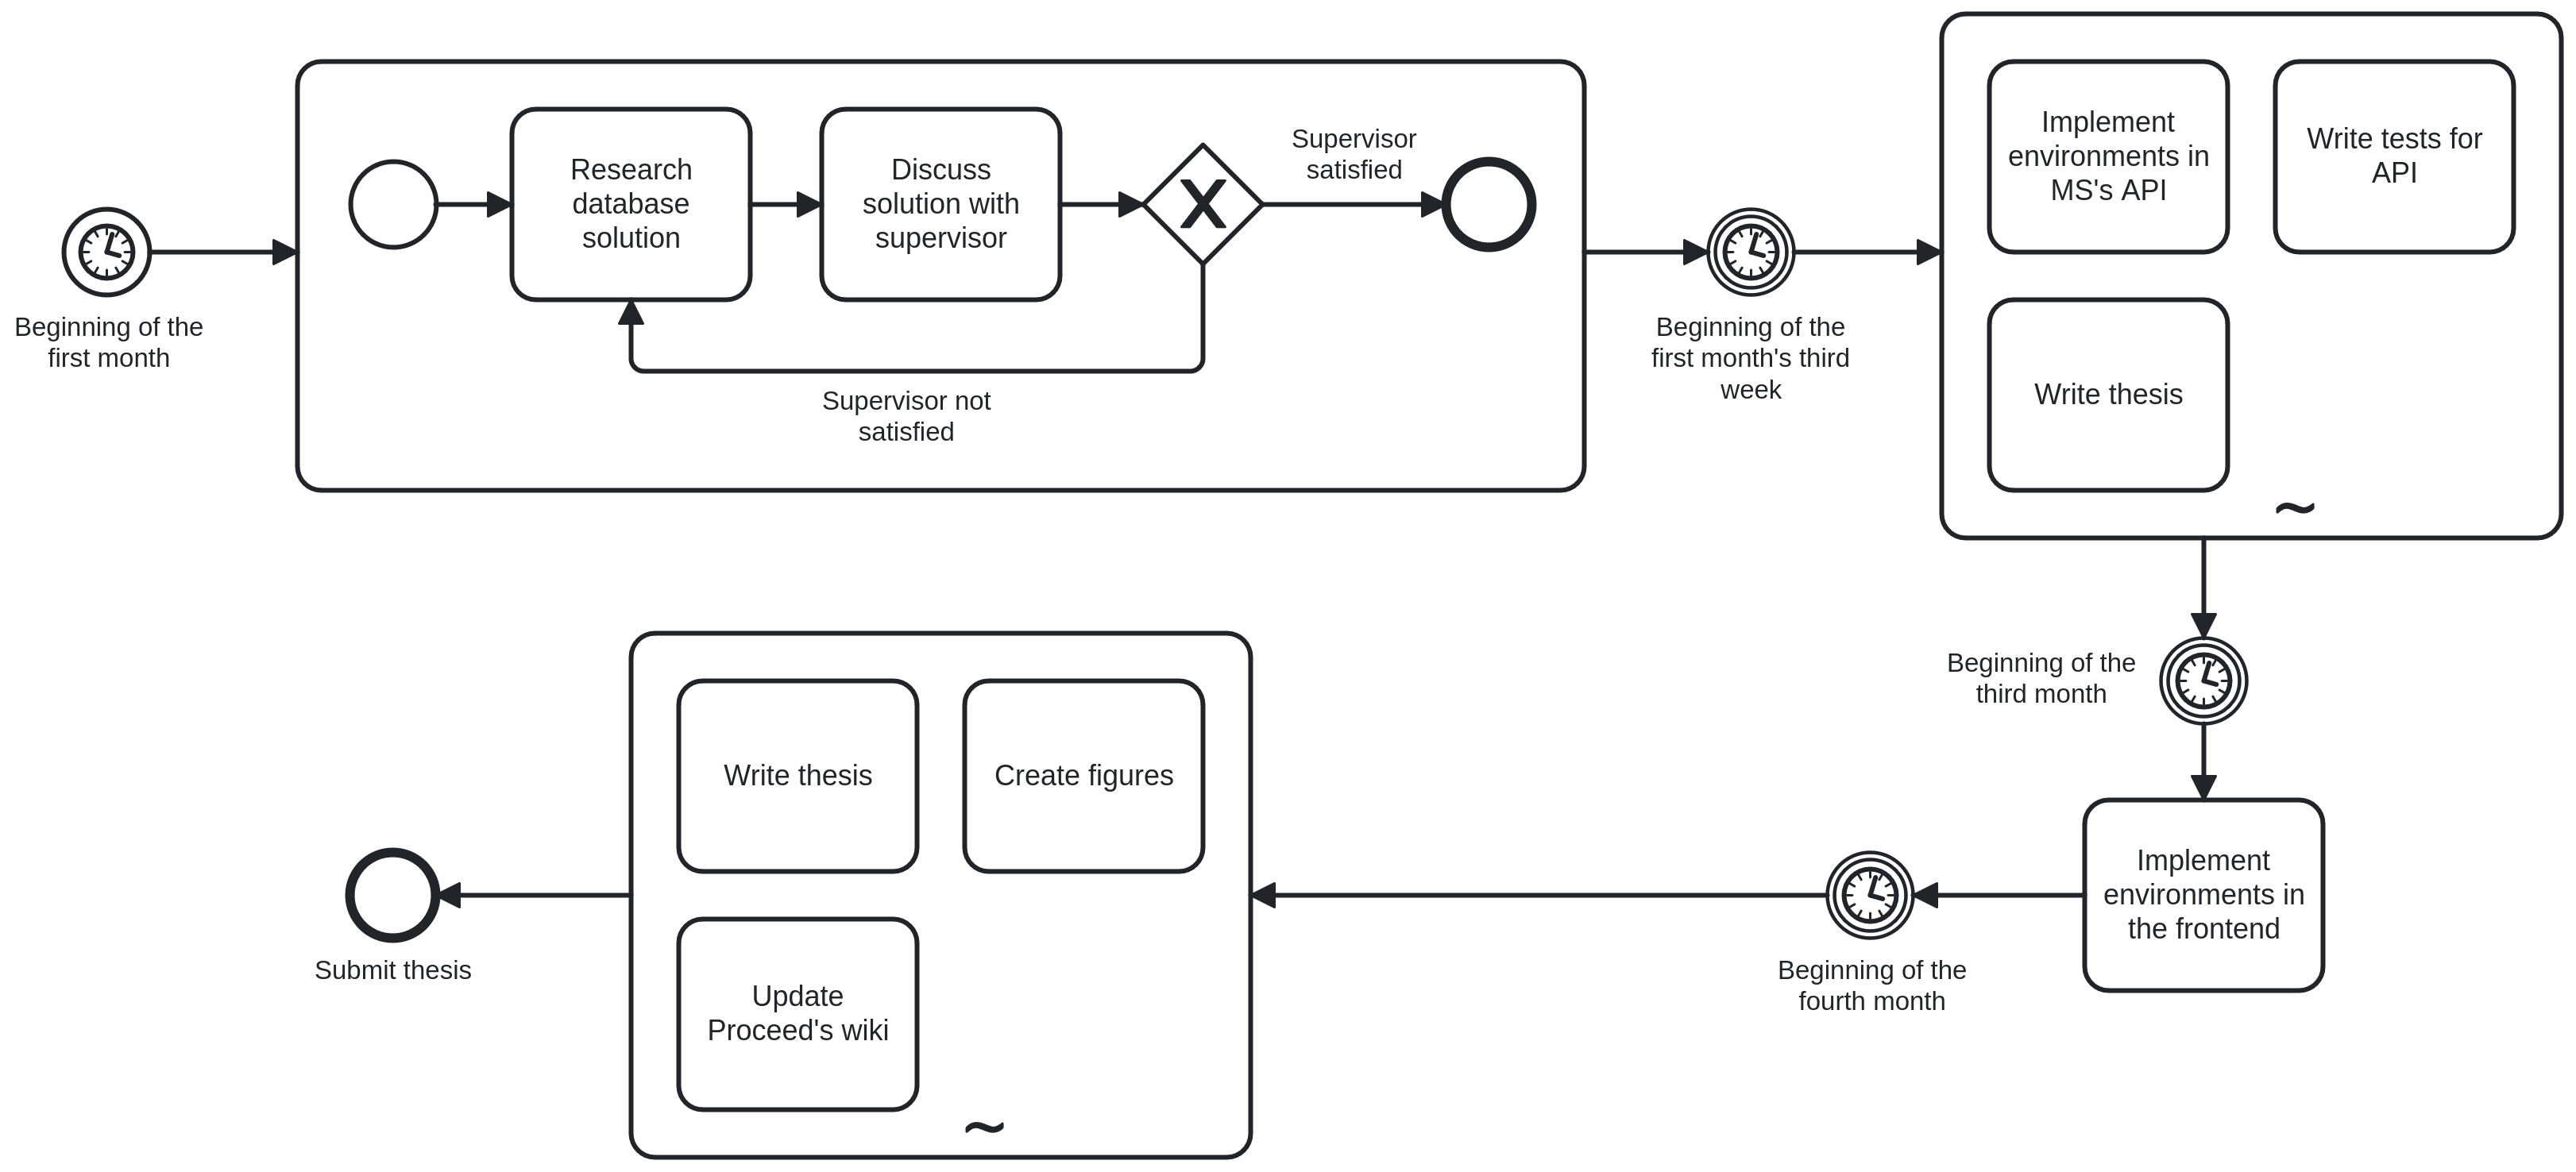 Beginning of the
first month
Research
database
solution
Discuss
solution with
supervisor
X
Supervisor
satisfied
Supervisor not
satisfied
Beginning of the
first month's third
week
Implement
environments in
MS's API
Write tests for
API
Write thesis
~
Beginning of the
third month
Implement
environments in
the frontend
Beginning of the
fourth month
Write thesis
Create figures
Update
Proceed's wiki
~
Submit thesis